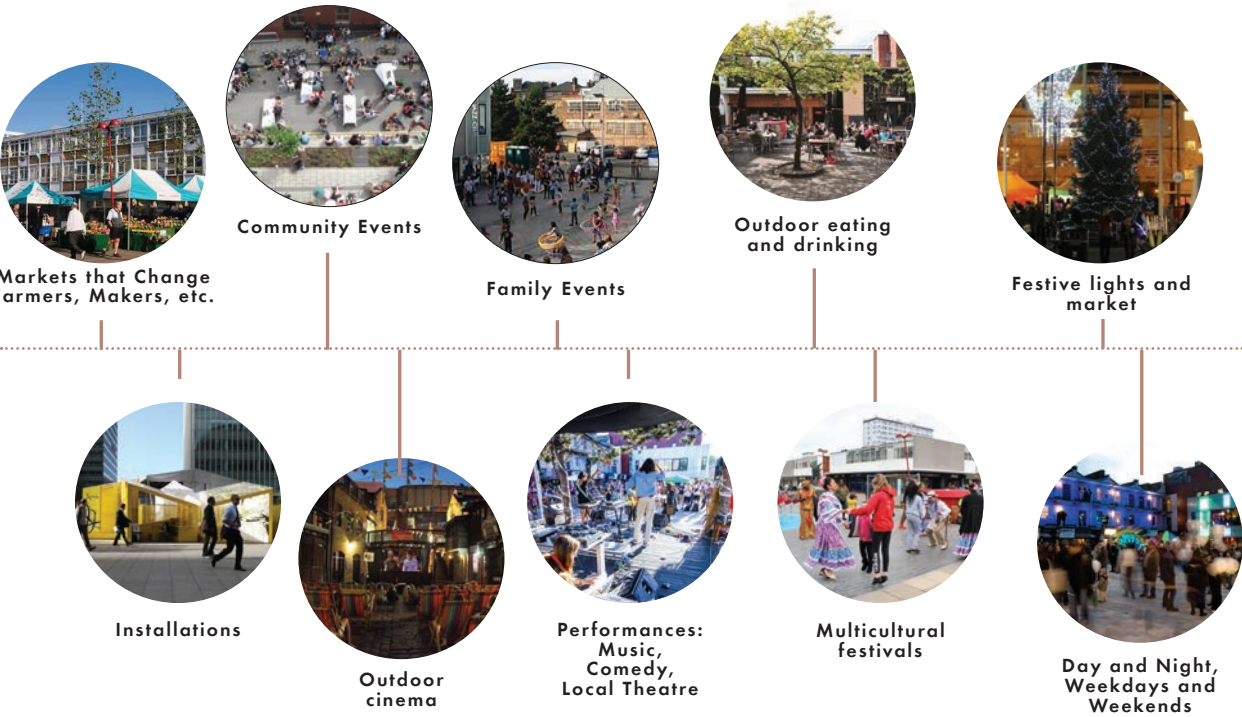 Community Events
Outdoor eating
and drinking
Markets that Change
armers, Makers, etc.
Family Events
Festive lights and
market
Installations
Outdoor
cinema
Performances:
Music,
Comedy,
Local Theatre
Multicultural
festivals
Day and Night,
Weekdays and
Weekends